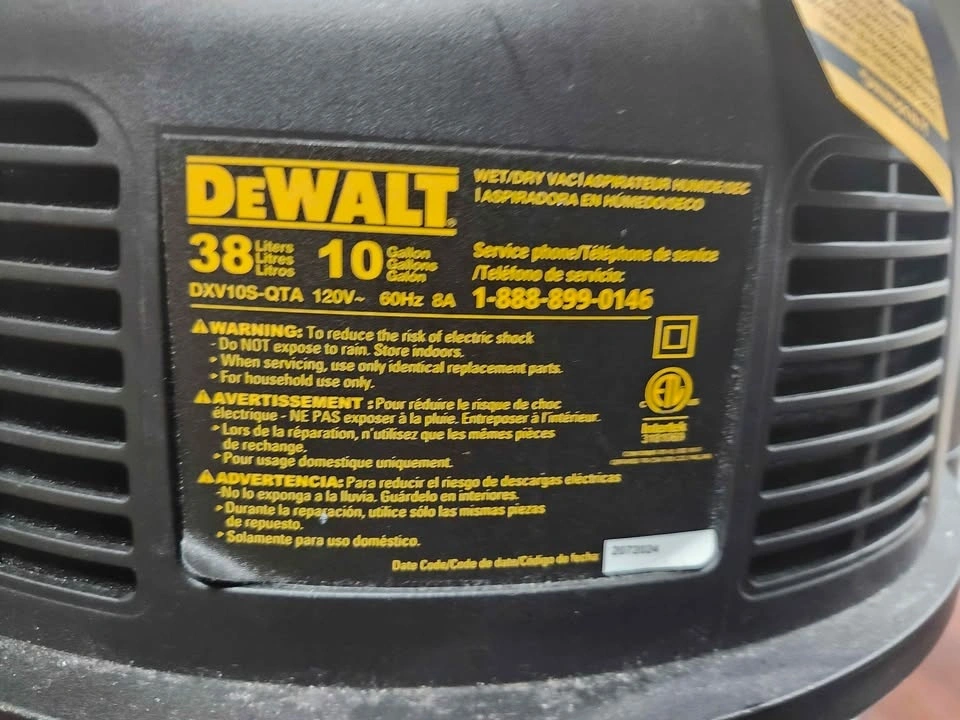 DEWALT®
WET/DRY VAC | ASPIRATEUR HUMIDE/SEC
| ASPIRADORA EN HÚMEDO/SECO
38 Liters Litres Litros 10 Gallon Gallons Galón
Service phone/Téléphone de service
/Teléfono de servicio:
DXV10S-QTA 120V~ 60Hz 8A 1-888-899-0146
⚠WARNING: To reduce the risk of electric shock
- Do NOT expose to rain. Store indoors.
• When servicing, use only identical replacement parts.
• For household use only.
⚠AVERTISSEMENT : Pour réduire le risque de choc
électrique - NE PAS exposer à la pluie. Entreposer à l'intérieur.
• Lors de la réparation, n'utilisez que les mêmes pièces
de rechange.
• Pour usage domestique uniquement.
⚠ADVERTENCIA: Para reducir el riesgo de descargas eléctricas
-No lo exponga a la lluvia. Guárdelo en interiores.
• Durante la reparación, utilice sólo las mismas piezas
de repuesto.
• Solamente para uso doméstico.
ETL
Intertek
Date Code/Code de date/Código de fecha: